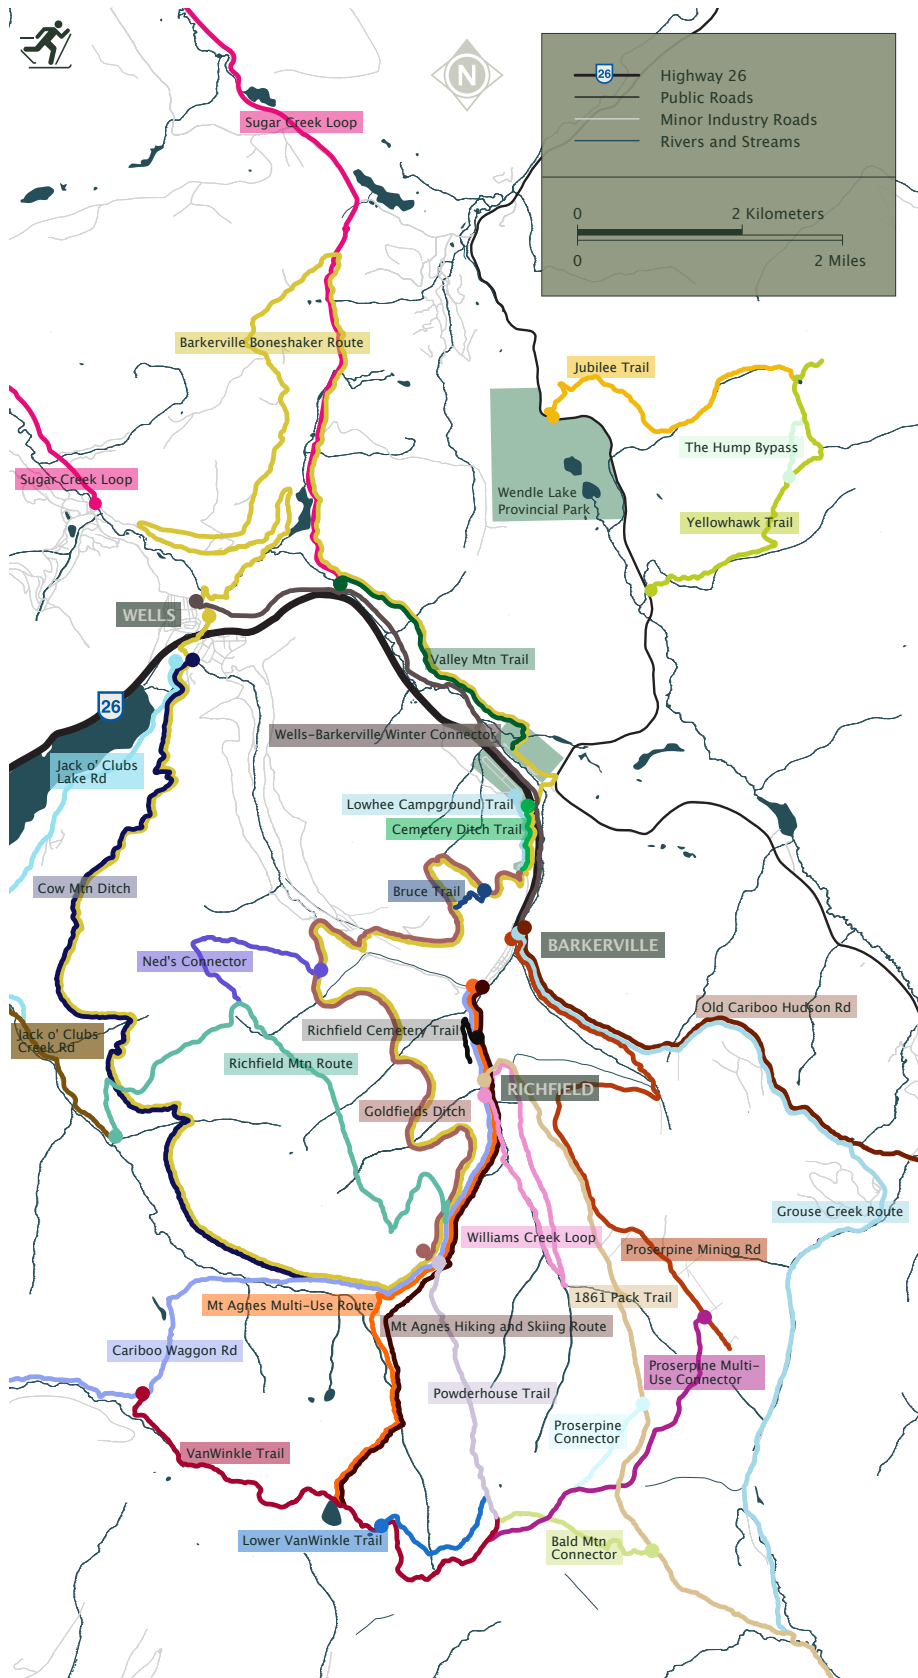 N
26
Highway 26
Public Roads
Minor Industry Roads
Rivers and Streams
0
2 Kilometers
0
2 Miles
Sugar Creek Loop
Barkerville Boneshaker Route
Jubilee Trail
The Hump Bypass
Sugar Creek Loop
Wendle Lake
Provincial Park
Yellowhawk Trail
WELLS
Valley Mtn Trail
26
Wells-Barkerville Winter Connector
Jack o' Clubs
Lake Rd
Lowhee Campground Trail
Cemetery Ditch Trail
Cow Mtn Ditch
Bruce Trail
BARKERVILLE
Ned's Connector
Old Cariboo Hudson Rd
Richfield Cemetery Trail
Jack o' Clubs
Creek Rd
Richfield Mtn Route
RICHFIELD
Goldfields Ditch
Grouse Creek Route
Williams Creek Loop
Proserpine Mining Rd
1861 Pack Trail
Mt Agnes Multi-Use Route
Mt Agnes Hiking and Skiing Route
Cariboo Waggon Rd
Proserpine Multi-
Use Connector
Powderhouse Trail
Proserpine
Connector
VanWinkle Trail
Lower VanWinkle Trail
Bald Mtn
Connector